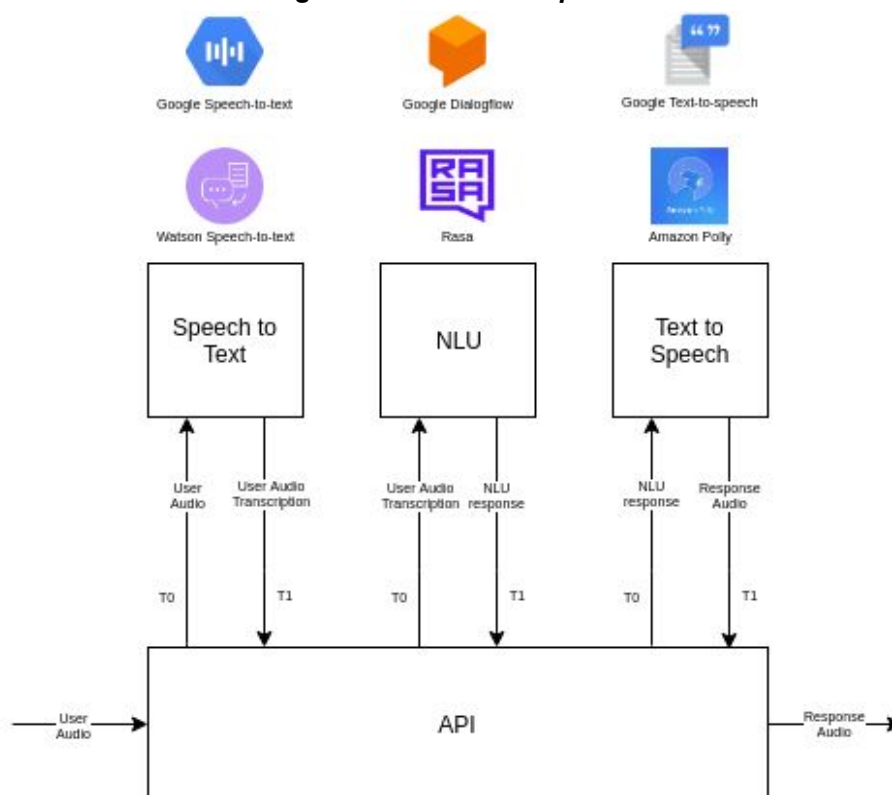 Google Speech-to-text
Google Dialogflow
Google Text-to-speech
RA
SA
Watson Speech-to-text
Rasa
Amazon Polly
Speech to
Text
NLU
Text to
Speech
User
Audio
User Audio
Transcription
User Audio
Transcription
NLU
response
NLU
response
Response
Audio
T0
T1
T0
T1
T0
T1
User
Audio
API
Response
Audio